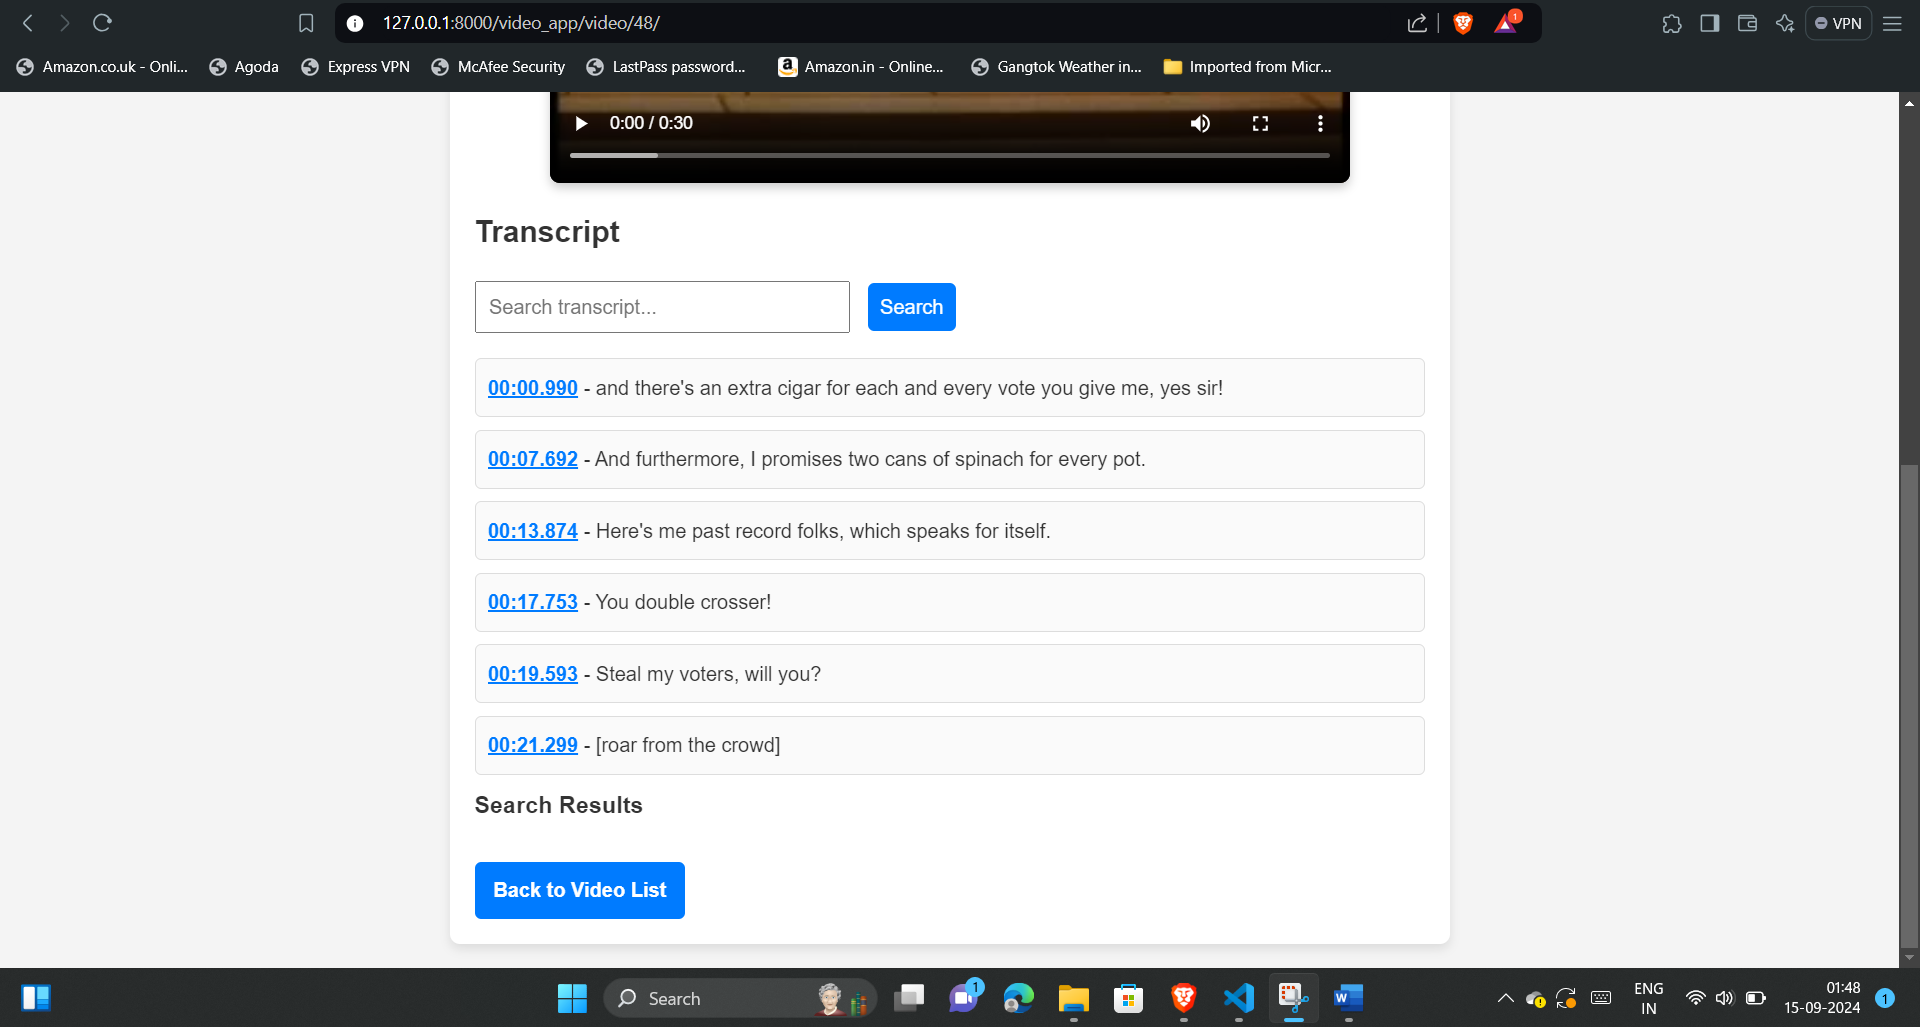 127.0.0.1:8000/video_app/video/48/
1
VPN
Amazon.co.uk - Onli...
Agoda
Express VPN
McAfee Security
LastPass password...
Amazon.in - Online...
Gangtok Weather in...
Imported from Micr...
0:00 / 0:30
Transcript
Search transcript...
Search
00:00.990 - and there's an extra cigar for each and every vote you give me, yes sir!
00:07.692 - And furthermore, I promises two cans of spinach for every pot.
00:13.874 - Here's me past record folks, which speaks for itself.
00:17.753 - You double crosser!
00:19.593 - Steal my voters, will you?
00:21.299 - [roar from the crowd]
Search Results
Back to Video List
Search
1
ENG
IN
01:48
15-09-2024
1